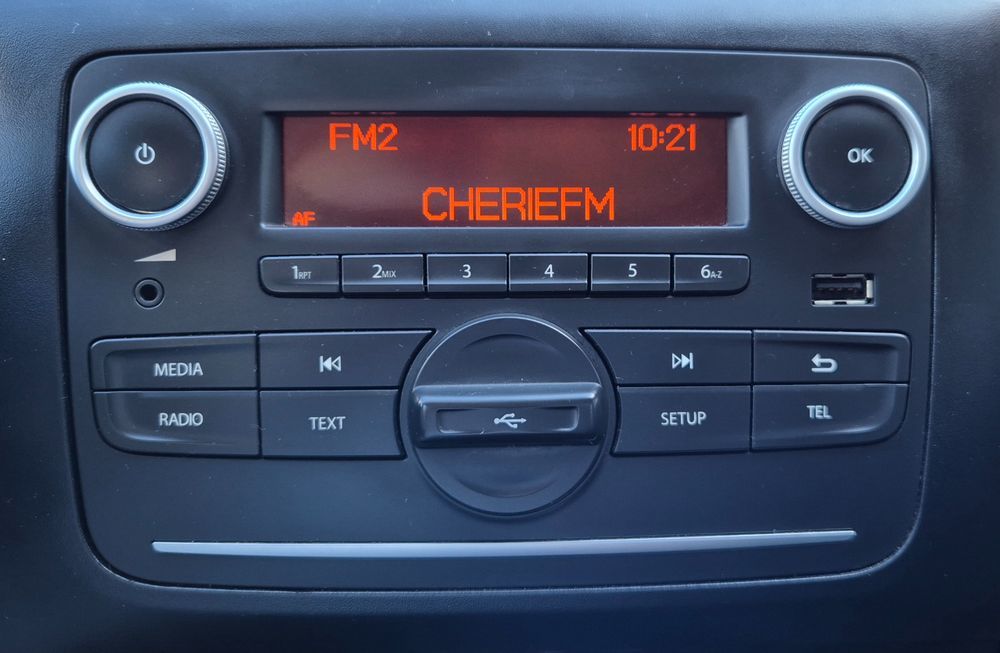 FM2 10:21
CHERIEFM
AF
OK
1RPT 2MIX 3 4 5 6A-Z
MEDIA
RADIO TEXT SETUP TEL